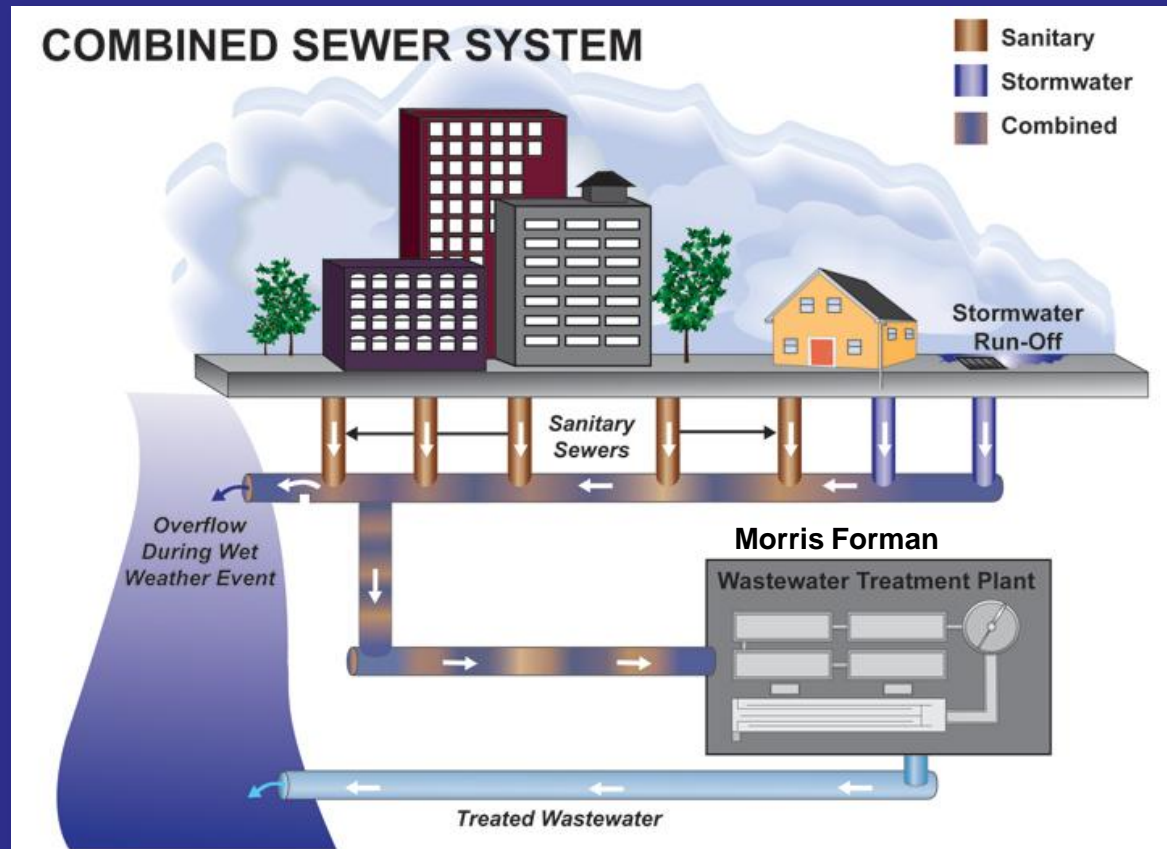 COMBINED SEWER SYSTEM
Sanitary
Stormwater
Combined
Stormwater
Run-Off
Sanitary
Sewers
Overflow
During Wet
Weather Event
Morris Forman
Wastewater Treatment Plant
Treated Wastewater